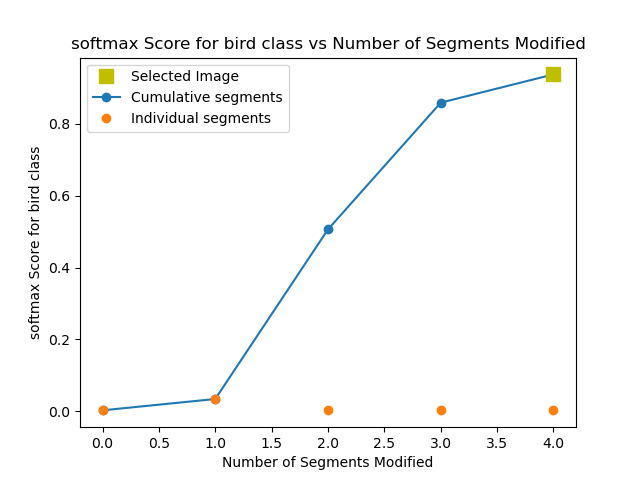 softmax Score for bird class vs Number of Segments Modified
Selected Image
Cumulative segments
Individual segments
softmax Score for bird class
0.8
0.6
0.4
0.2
0.0
0.0 0.5 1.0 1.5 2.0 2.5 3.0 3.5 4.0
Number of Segments Modified